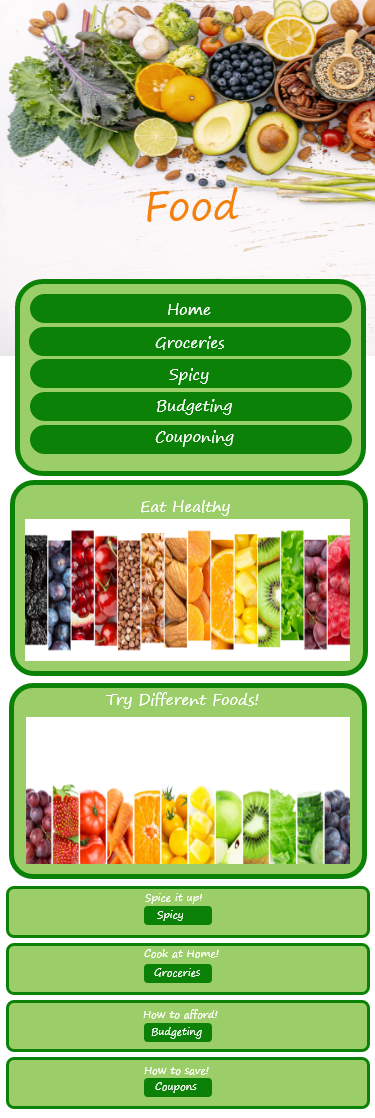 Food
Home
Groceries
Spicy
Budgeting
Couponing
Eat Healthy
Try Different Foods!
Spice it up!
Spicy
Cook at Home!
Groceries
How to afford!
Budgeting
How to save!
Coupons